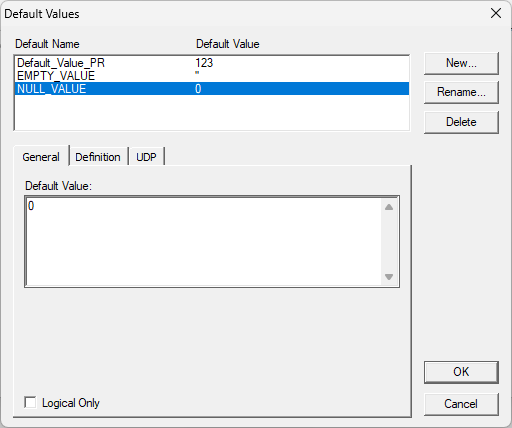 Default Values
Default Name Default Value
Default_Value_PR 123
EMPTY_VALUE ''
NULL_VALUE 0
New...
Rename...
Delete
General Definition UDP
Default Value:
0
Logical Only
OK
Cancel